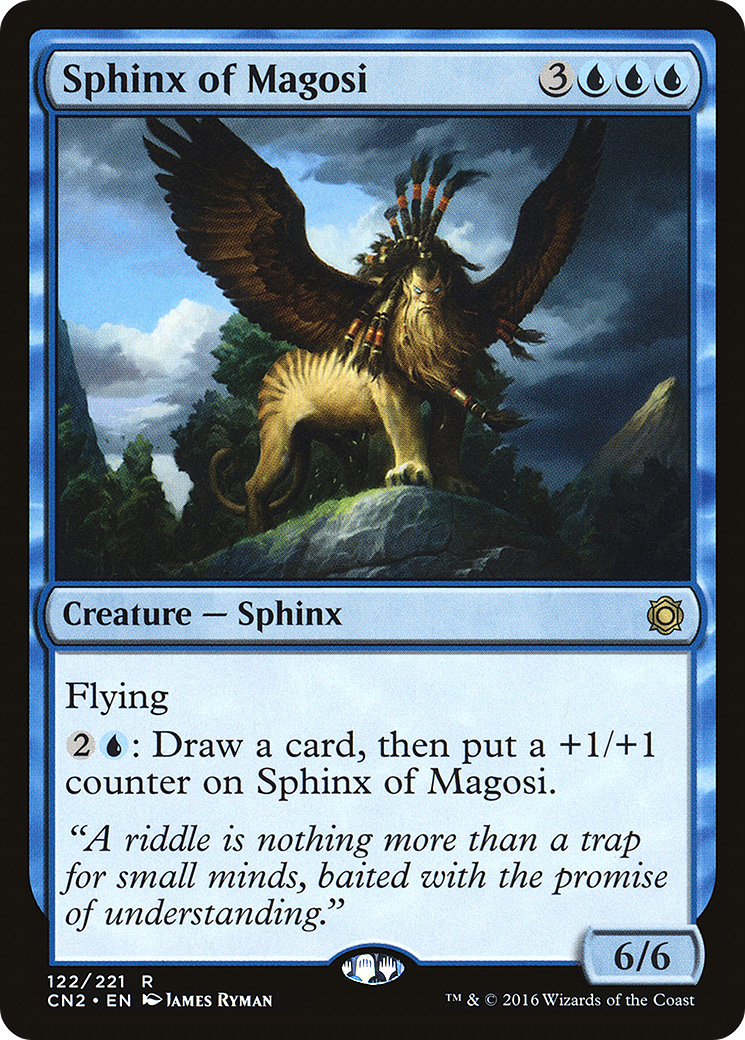 Sphinx of Magosi
3
Creature — Sphinx
Flying
2: Draw a card, then put a +1/+1
counter on Sphinx of Magosi.
“A riddle is nothing more than a trap
for small minds, baited with the promise
of understanding.”
6/6
122/221 R
CN2 • EN James Ryman
™ & © 2016 Wizards of the Coast